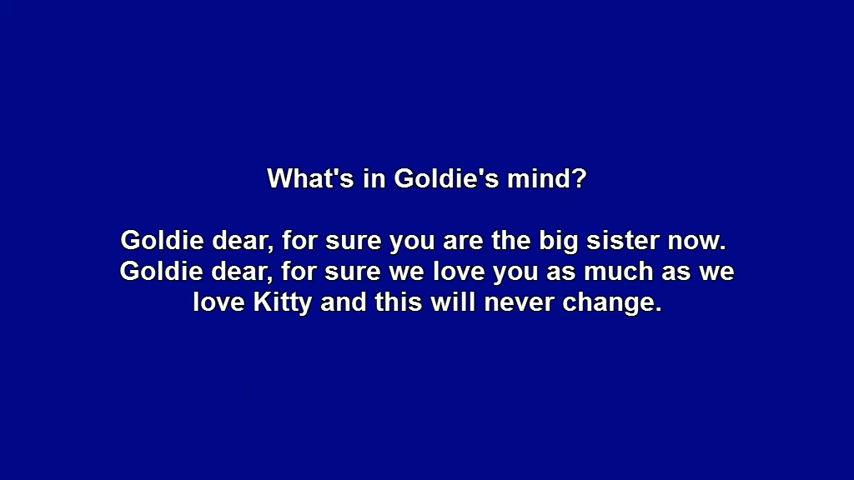 What's in Goldie's mind?
Goldie dear, for sure you are the big sister now.
Goldie dear, for sure we love you as much as we
love Kitty and this will never change.